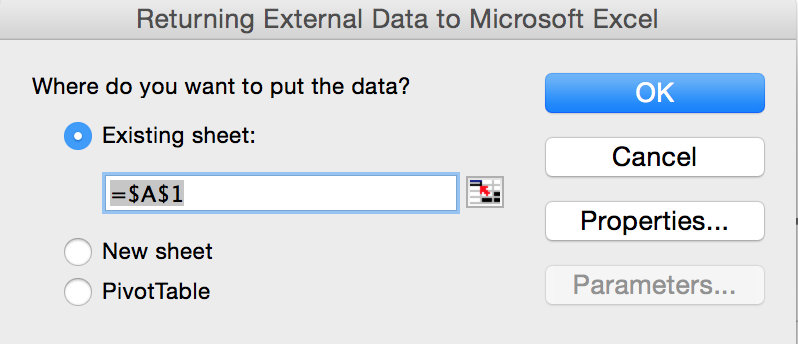 Returning External Data to Microsoft Excel
Where do you want to put the data?
Existing sheet:
=$A$1
New sheet
PivotTable
OK
Cancel
Properties...
Parameters...